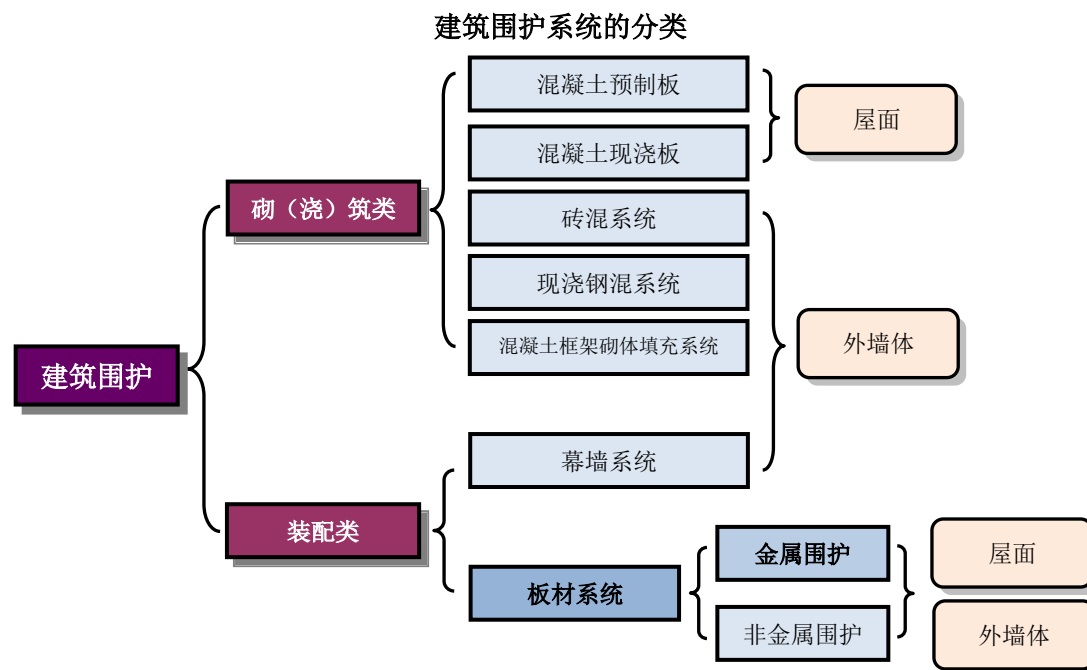 建筑围护系统的分类
混凝土预制板
屋面
混凝土现浇板
砌（浇）筑类
砖混系统
现浇钢混系统
外墙体
混凝土框架砌体填充系统
建筑围护
幕墙系统
装配类
金属围护
屋面
板材系统
非金属围护
外墙体